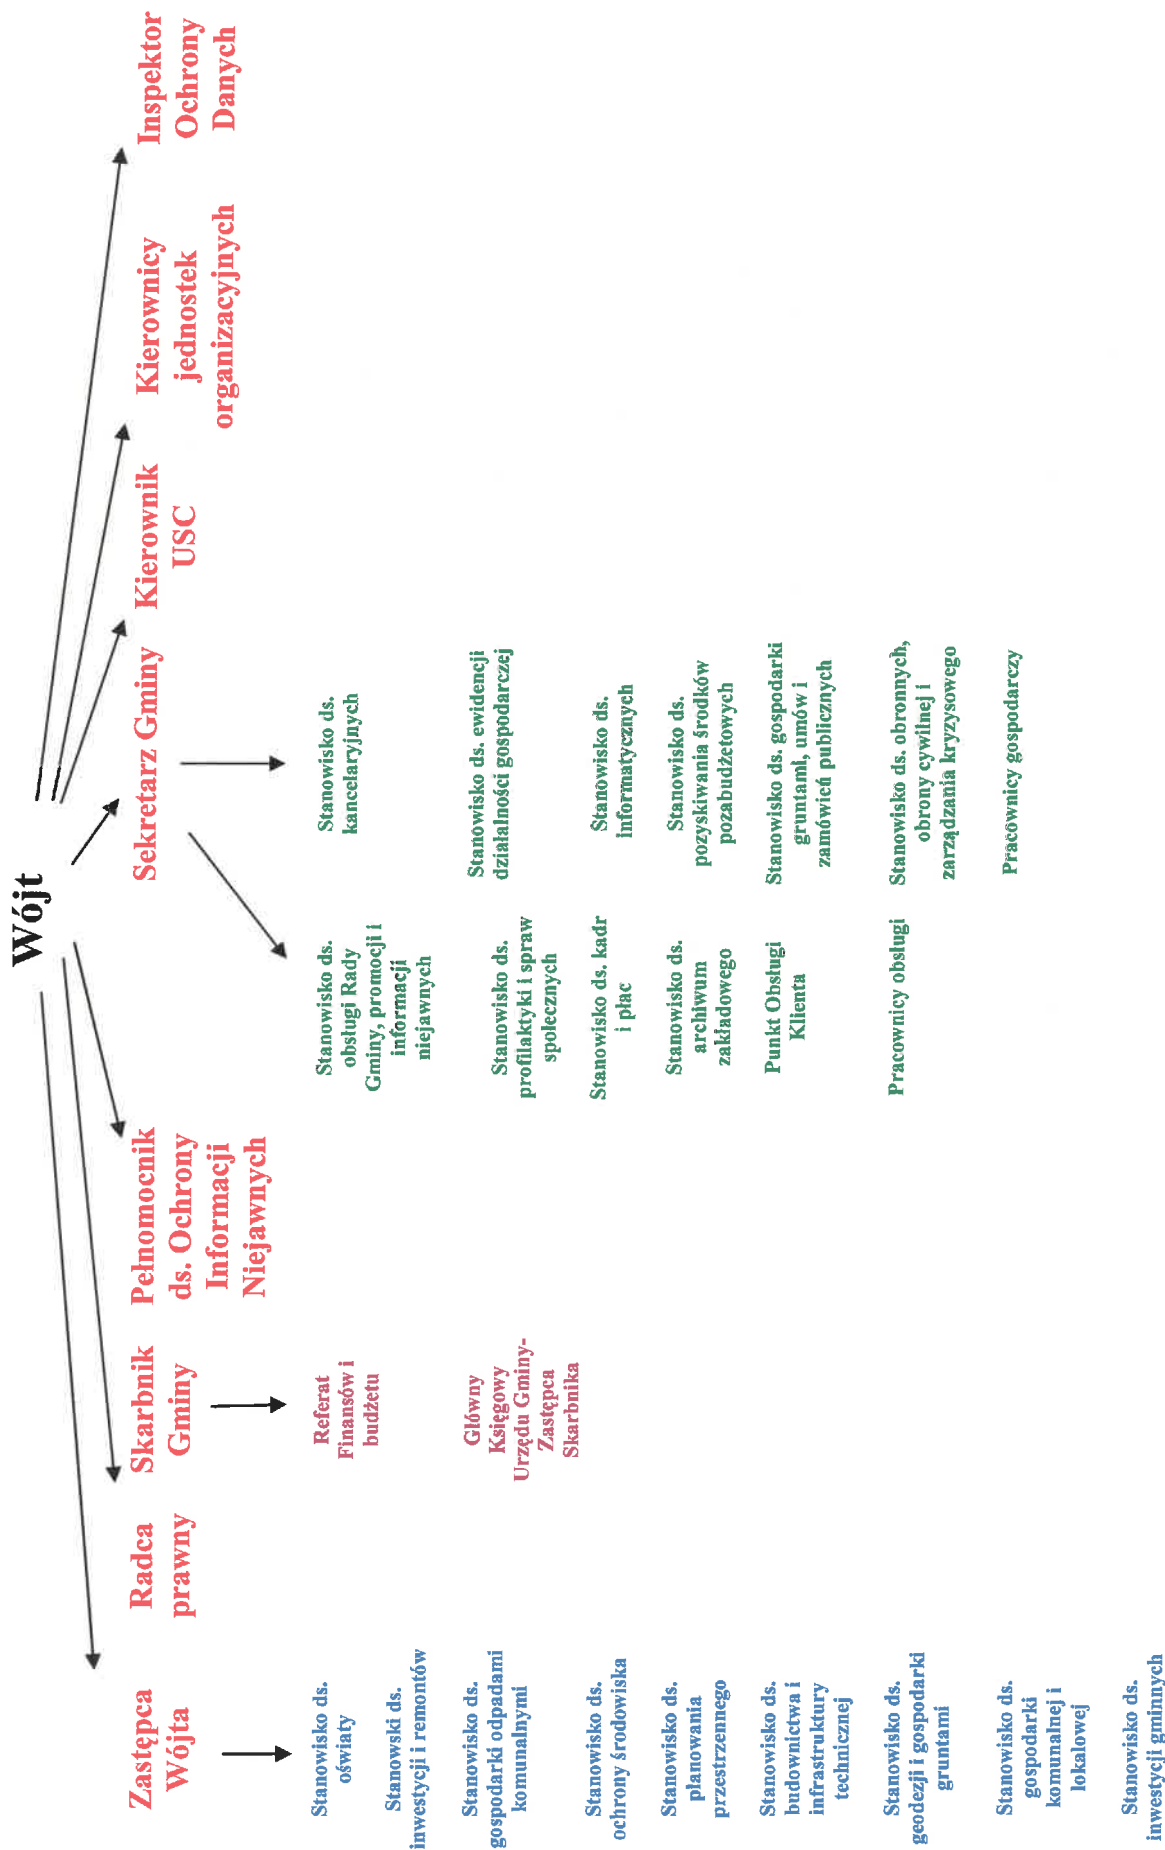 Wójt
Zastępca
Wójta
Radca
prawny
Skarbnik
Gminy
Pełnomocnik
ds. Ochrony
Informacji
Niejawnych
Sekretarz Gminy
Kierownik
USC
Kierownicy
jednostek
organizacyjnych
Inspektor
Ochrony
Danych
Stanowisko ds.
oświaty
Stanowski ds.
inwestycji i remontów
Stanowisko ds.
gospodarki odpadami
komunalnymi
Stanowisko ds.
ochrony środowiska
Stanowisko ds.
planowania
przestrzennego
Stanowisko ds.
budownictwa i
infrastruktury
technicznej
Stanowisko ds.
geodezji i gospodarki
gruntami
Stanowisko ds.
gospodarki
komunalnej i
lokalowej
Stanowisko ds.
inwestycji gminnych
Referat
Finansów i
budżetu
Główny
Księgowy
Urzędu Gminy-
Zastępca
Skarbnika
Stanowisko ds.
obsługi Rady
Gminy, promocji i
informacji
niejawnych
Stanowisko ds.
profilaktyki i spraw
społecznych
Stanowisko ds. kadr
i płac
Stanowisko ds.
archiwum
zakładowego
Punkt Obsługi
Klienta
Pracownicy obsługi
Stanowisko ds.
kancelaryjnych
Stanowisko ds. ewidencji
działalności gospodarczej
Stanowisko ds.
informatycznych
Stanowisko ds.
pozyskiwania środków
pozabudżetowych
Stanowisko ds. gospodarki
gruntami, umów i
zamówień publicznych
Stanowisko ds. obronnych,
obrony cywilnej i
zarządzania kryzysowego
Pracownicy gospodarczy